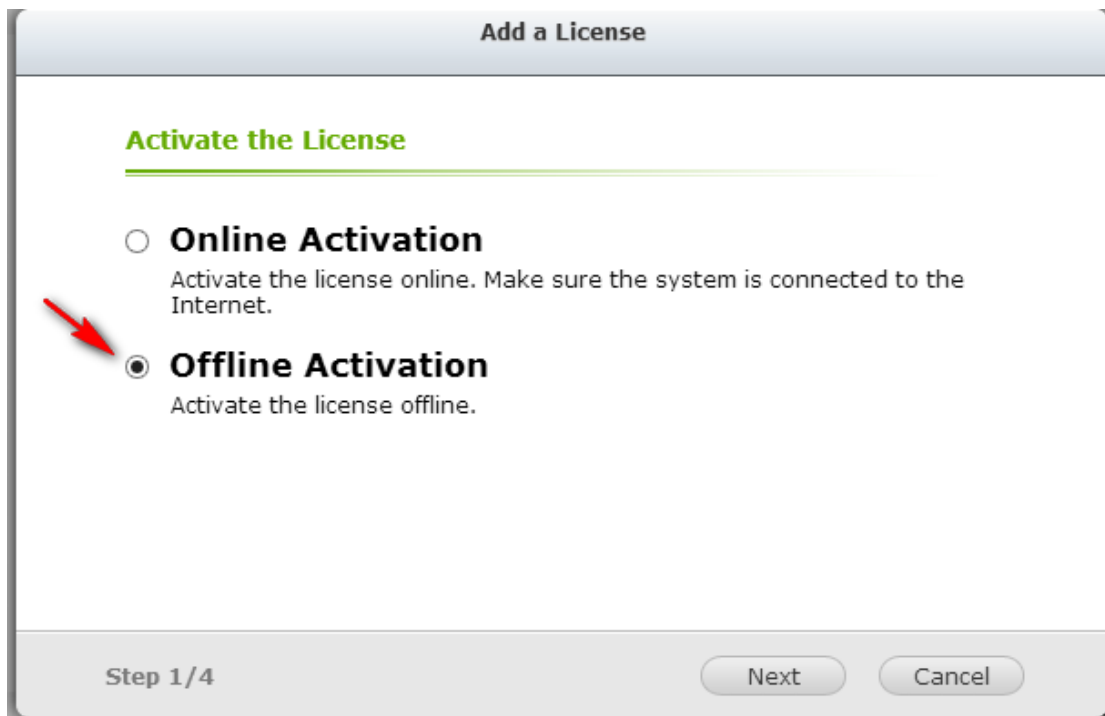 Add a License
Activate the License
Online Activation
Activate the license online. Make sure the system is connected to the
Internet.
Offline Activation
Activate the license offline.
Step 1/4
Next
Cancel